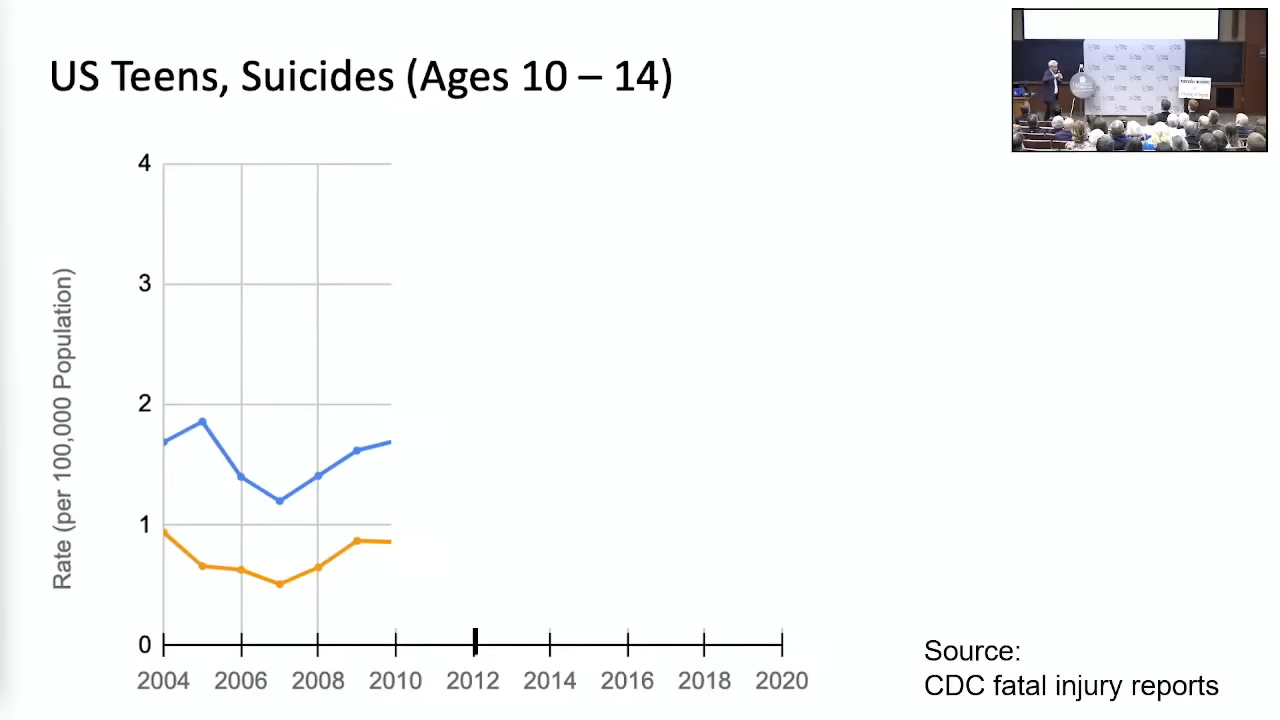 US Teens, Suicides (Ages 10 – 14)
Rate (per 100,000 Population)
4
3
2
1
0
2004 2006 2008 2010 2012 2014 2016 2018 2020
Source:
CDC fatal injury reports